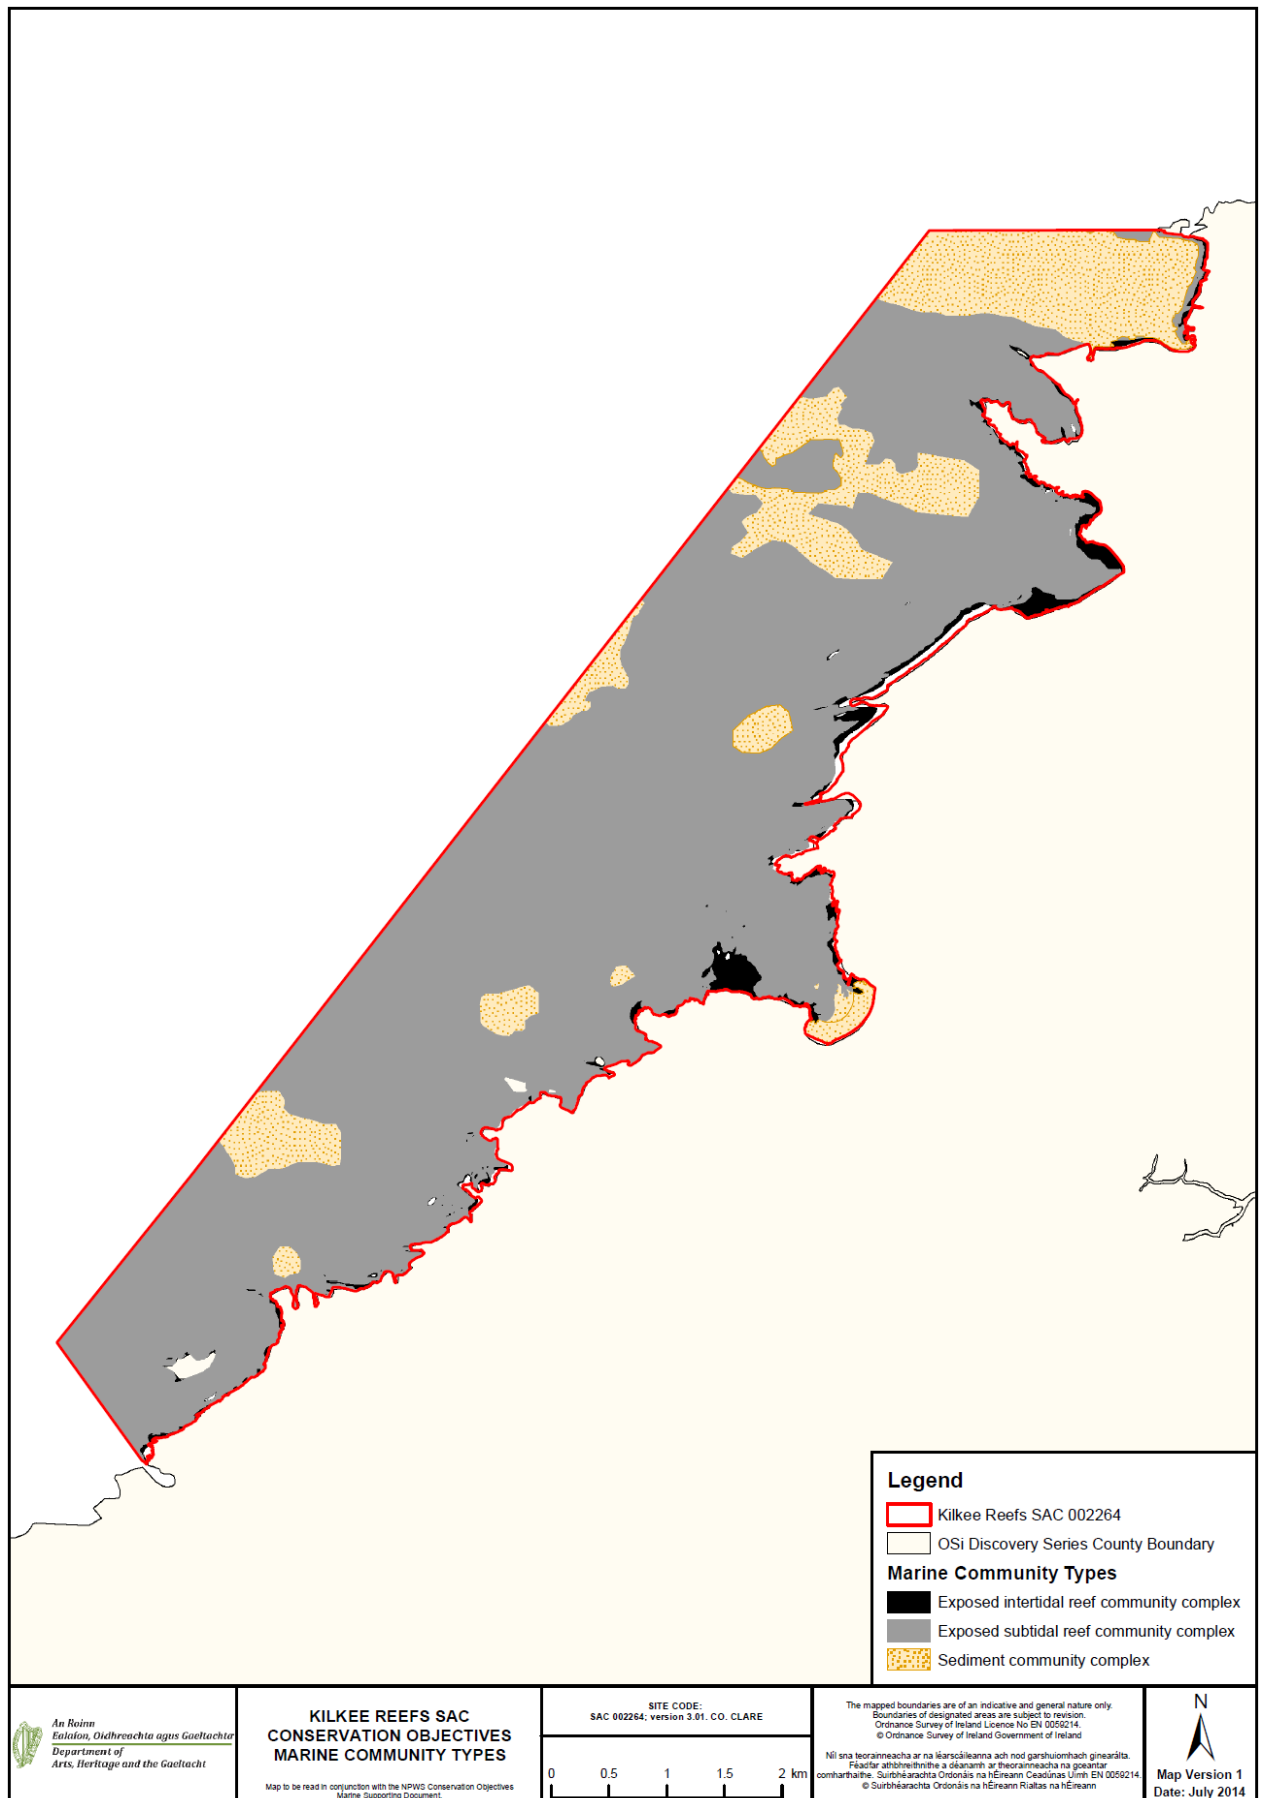 Legend
Kilkee Reefs SAC 002264
OSi Discovery Series County Boundary
Marine Community Types
Exposed intertidal reef community complex
Exposed subtidal reef community complex
Sediment community complex
An Roinn
Ealaíon, Oidhreachta agus Gaeltachta
Department of
Arts, Heritage and the Gaeltacht
KILKEE REEFS SAC
CONSERVATION OBJECTIVES
MARINE COMMUNITY TYPES
Map to be read in conjunction with the NPWS Conservation Objectives
Marine Supporting Document.
SITE CODE:
SAC 002264; version 3.01. CO. CLARE
0 0.5 1 1.5 2 km
The mapped boundaries are of an indicative and general nature only.
Boundaries of designated areas are subject to revision.
Ordnance Survey of Ireland Licence No EN 0059214.
© Ordnance Survey of Ireland Government of Ireland
Níl sna teorainneacha ar na léarscáileanna ach nod garshuiomhach ginearálta.
Féadfar athbhreithnithe a déanamh ar theorainneacha na gceantar
comharthaithe. Suirbhéarachta Ordonáis na hÉireann Ceadúnas Uimh EN 0059214.
© Suirbhéarachta Ordonáis na hÉireann Rialtas na hÉireann
N
Map Version 1
Date: July 2014